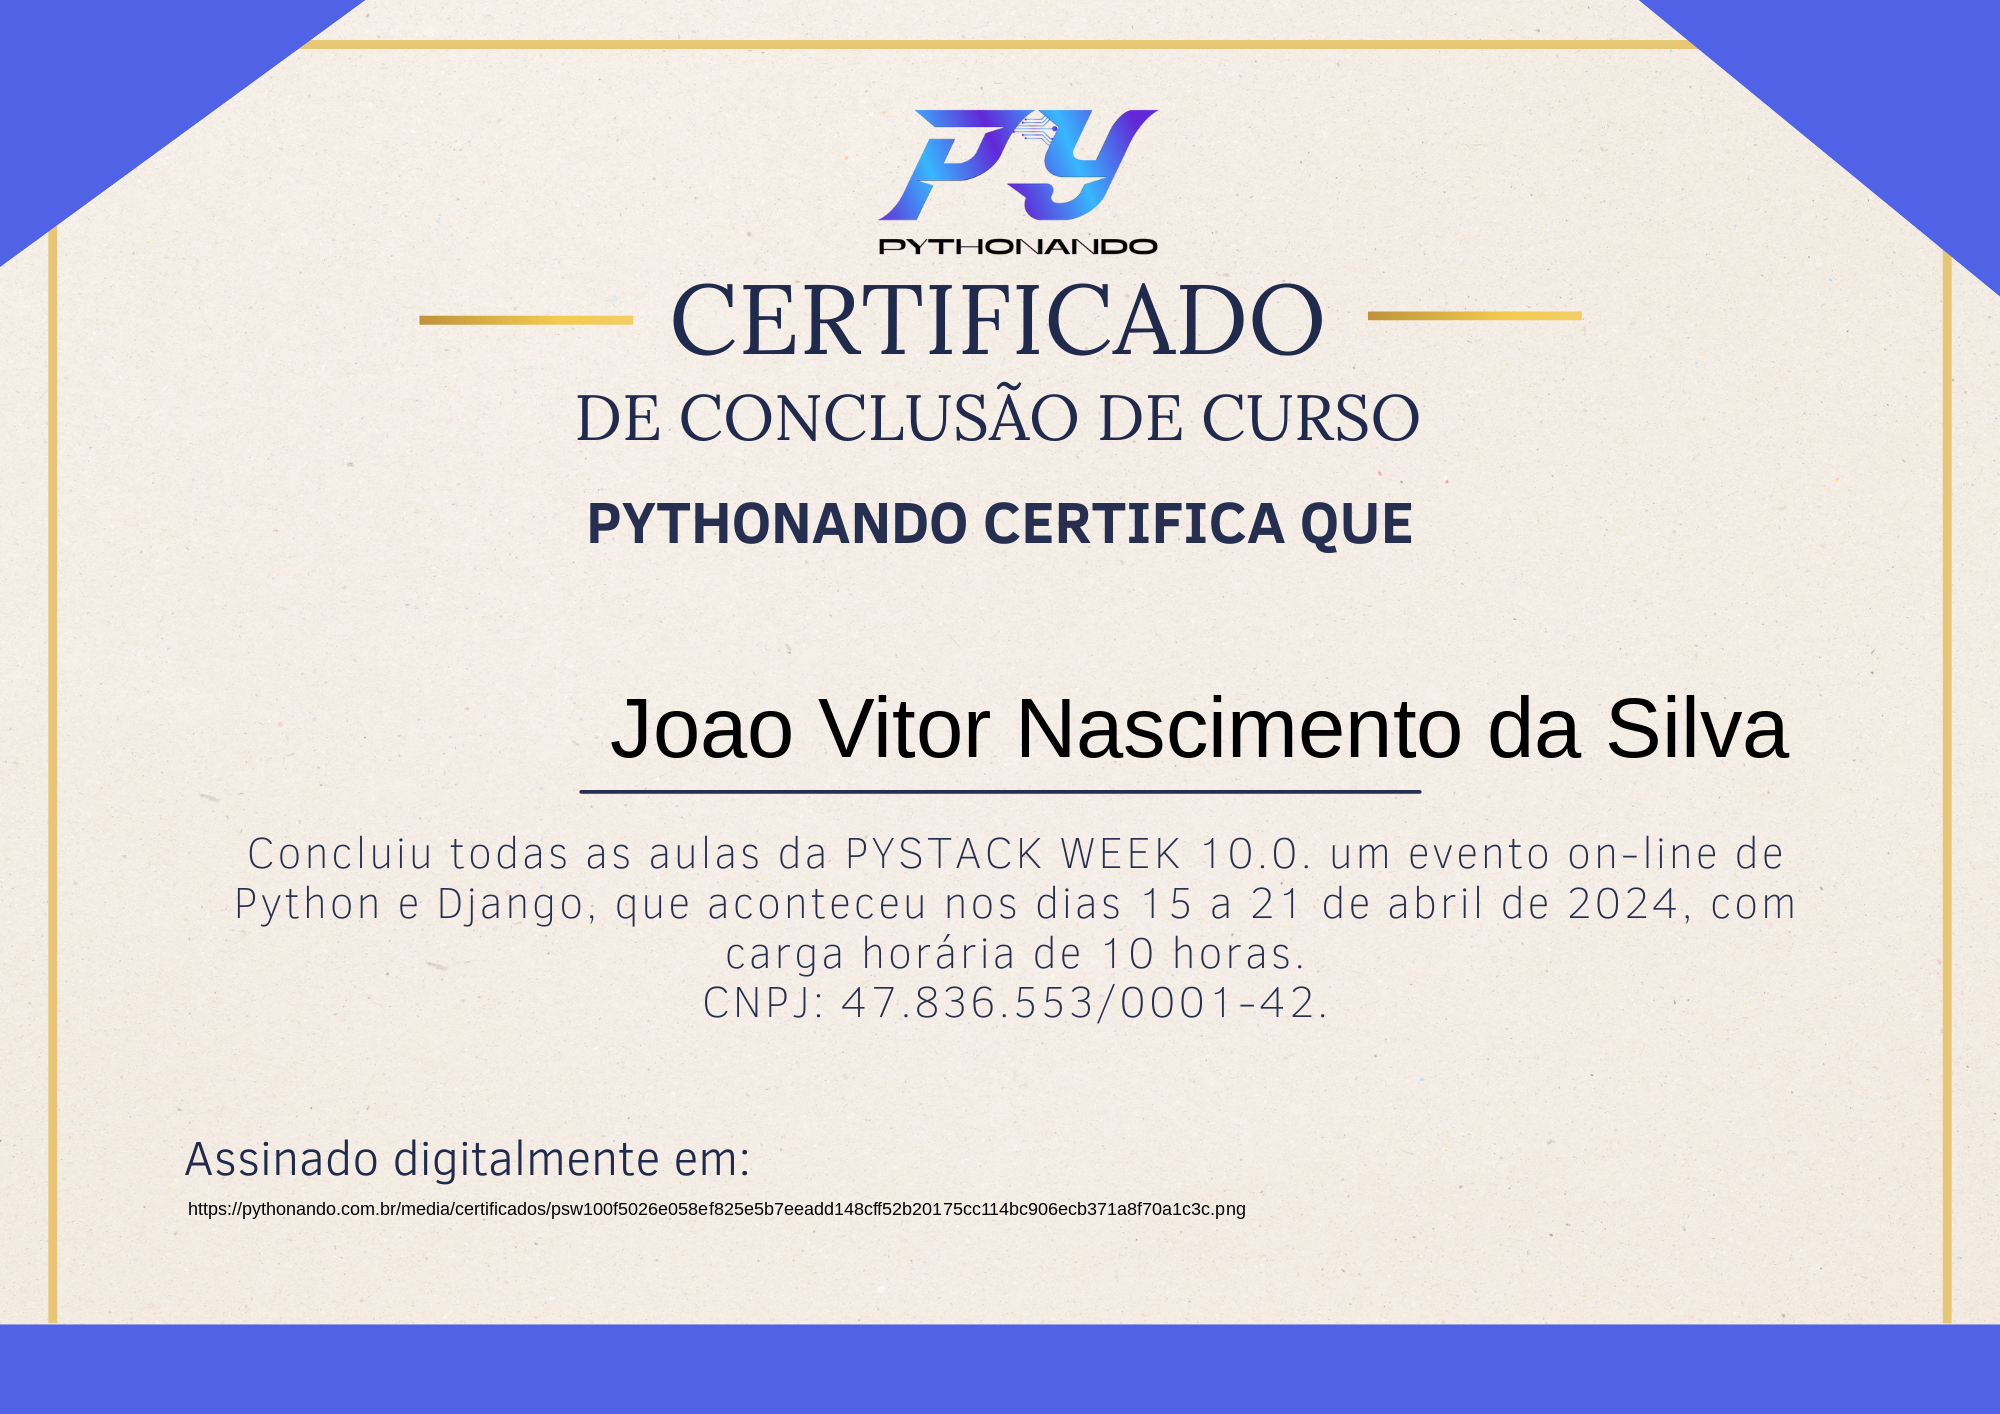 PY
PYTHONANDO
CERTIFICADO
DE CONCLUSÃO DE CURSO
PYTHONANDO CERTIFICA QUE
Joao Vitor Nascimento da Silva
Concluiu todas as aulas da PYSTACK WEEK 10.0. um evento on-line de
Python e Django, que aconteceu nos dias 15 a 21 de abril de 2024, com
carga horária de 10 horas.
CNPJ: 47.836.553/0001-42.
Assinado digitalmente em:
https://pythonando.com.br/media/certificados/psw100f5026e058ef825e5b7eeadd148cff52b20175cc114bc906ecb371a8f70a1c3c.png